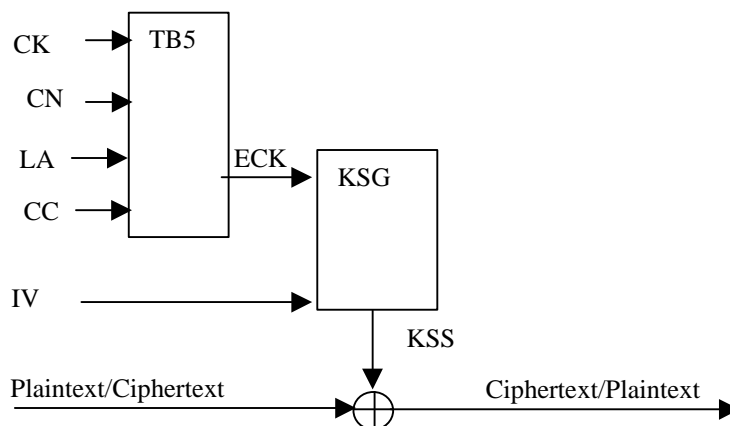 CK
TB5
CN
LA
ECK
KSG
CC
IV
KSS
Plaintext/Ciphertext
Ciphertext/Plaintext